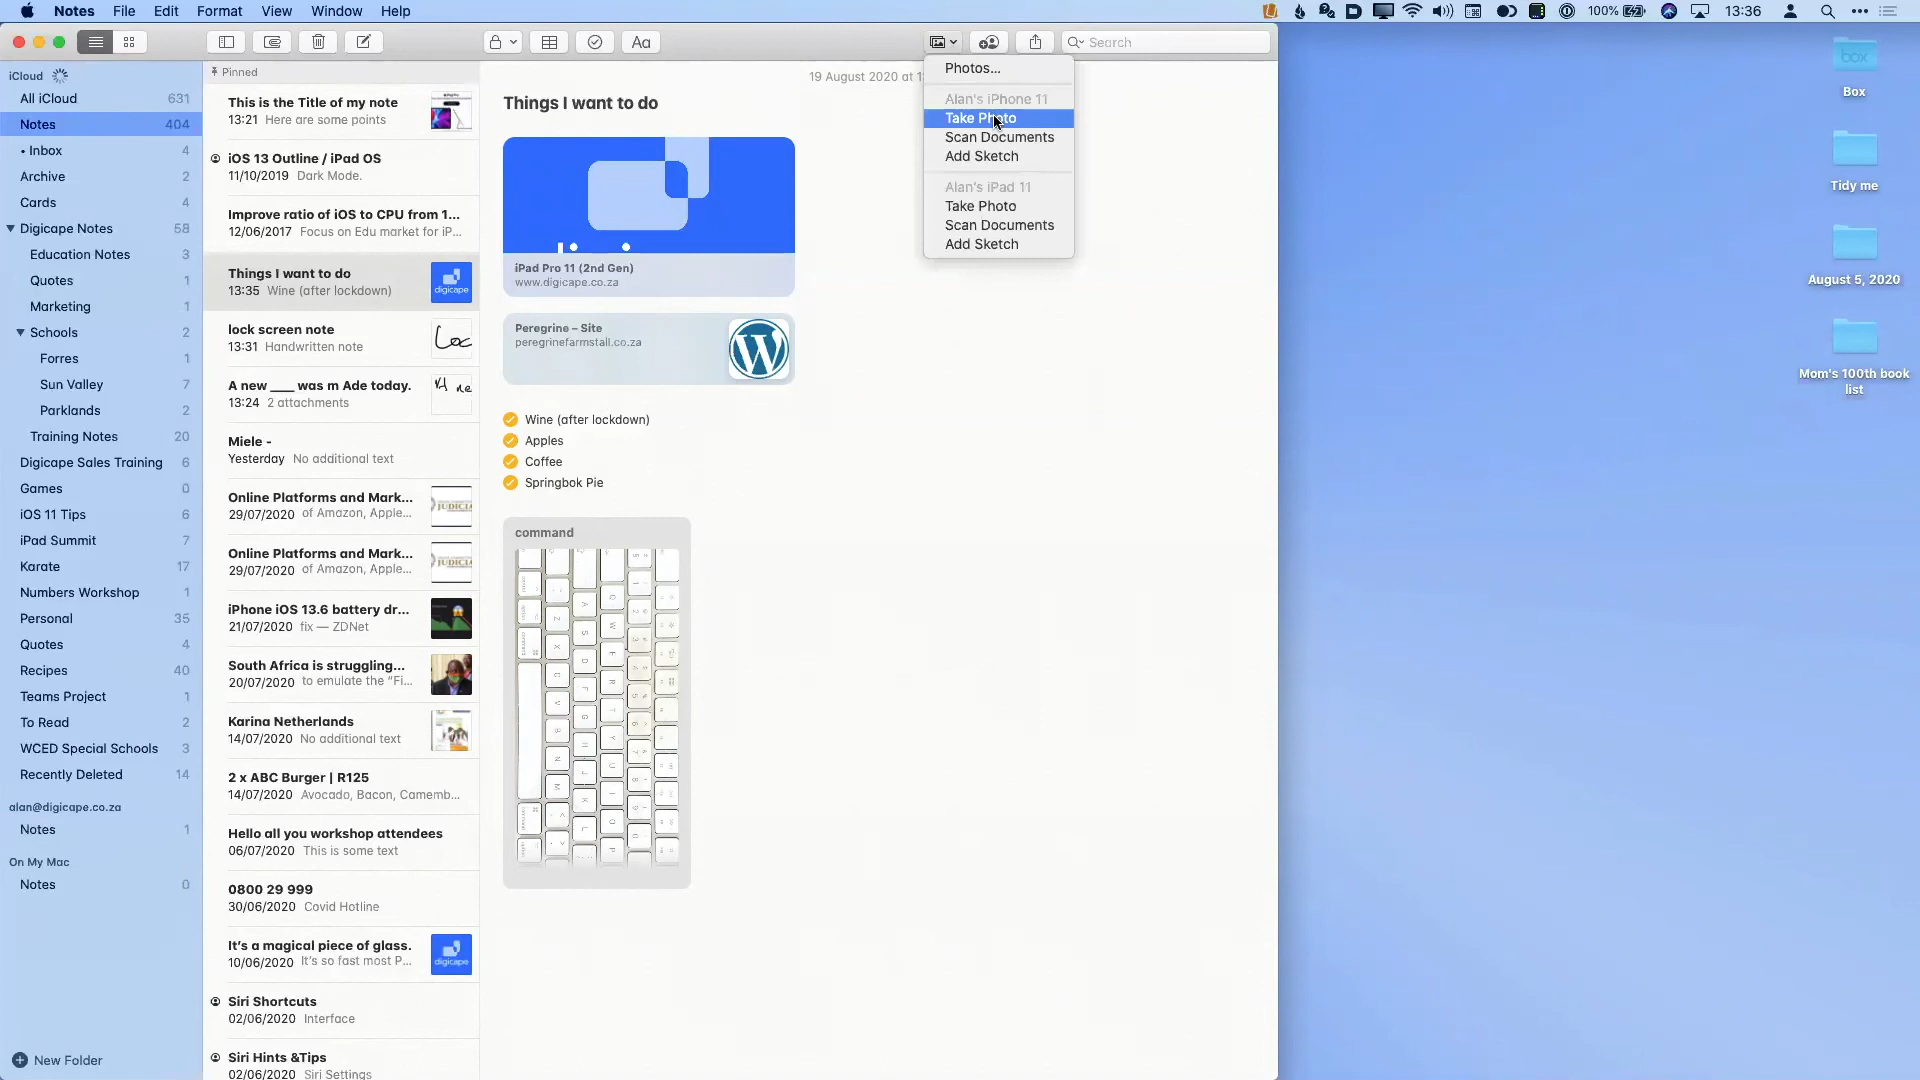 Notes File Edit Format View Window Help
100% 13:36
Aa
Search
iCloud
All iCloud 631
Notes 404
• Inbox 4
Archive 2
Cards 4
Digicape Notes 58
Education Notes 3
Quotes 1
Marketing 1
Schools 2
Forres 1
Sun Valley 7
Parklands 2
Training Notes 20
Digicape Sales Training 6
Games 0
iOS 11 Tips 6
iPad Summit 7
Karate 17
Numbers Workshop 1
Personal 35
Quotes 4
Recipes 40
Teams Project 1
To Read 2
WCED Special Schools 3
Recently Deleted 14
alan@digicape.co.za
Notes 1
On My Mac
Notes 0
New Folder
Pinned
This is the Title of my note
13:21 Here are some points
iOS 13 Outline / iPad OS
11/10/2019 Dark Mode.
Improve ratio of iOS to CPU from 1...
12/06/2017 Focus on Edu market for iP...
Things I want to do
13:35 Wine (after lockdown)
digicape
lock screen note
13:31 Handwritten note
Loc
A new ___ was m Ade today.
13:24 2 attachments
Miele -
Yesterday No additional text
Online Platforms and Mark...
29/07/2020 of Amazon, Apple...
JUDICIA
Online Platforms and Mark...
29/07/2020 of Amazon, Apple...
JUDICIA
iPhone iOS 13.6 battery dr...
21/07/2020 fix — ZDNet
South Africa is struggling...
20/07/2020 to emulate the “Fi...
Karina Netherlands
14/07/2020 No additional text
2 x ABC Burger | R125
14/07/2020 Avocado, Bacon, Camemb...
Hello all you workshop attendees
06/07/2020 This is some text
0800 29 999
30/06/2020 Covid Hotline
It’s a magical piece of glass.
10/06/2020 It’s so fast most P...
digicape
Siri Shortcuts
02/06/2020 Interface
Siri Hints &Tips
02/06/2020 Siri Settings
19 August 2020 at 1
Things I want to do
iPad Pro 11 (2nd Gen)
www.digicape.co.za
Peregrine – Site
peregrinefarmstall.co.za
Wine (after lockdown)
Apples
Coffee
Springbok Pie
command
Photos...
Alan's iPhone 11
Take Photo
Scan Documents
Add Sketch
Alan's iPad 11
Take Photo
Scan Documents
Add Sketch
box
Box
Tidy me
August 5, 2020
Mom's 100th book
list